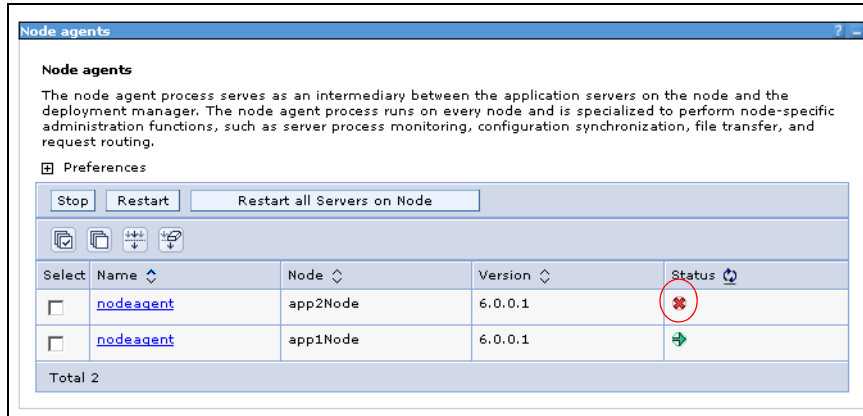 Node agents ? –
Node agents
The node agent process serves as an intermediary between the application servers on the node and the
deployment manager. The node agent process runs on every node and is specialized to perform node-specific
administration functions, such as server process monitoring, configuration synchronization, file transfer, and
request routing.
Preferences
Stop Restart Restart all Servers on Node
Select Name Node Version Status
nodeagent app2Node 6.0.0.1
nodeagent app1Node 6.0.0.1
Total 2